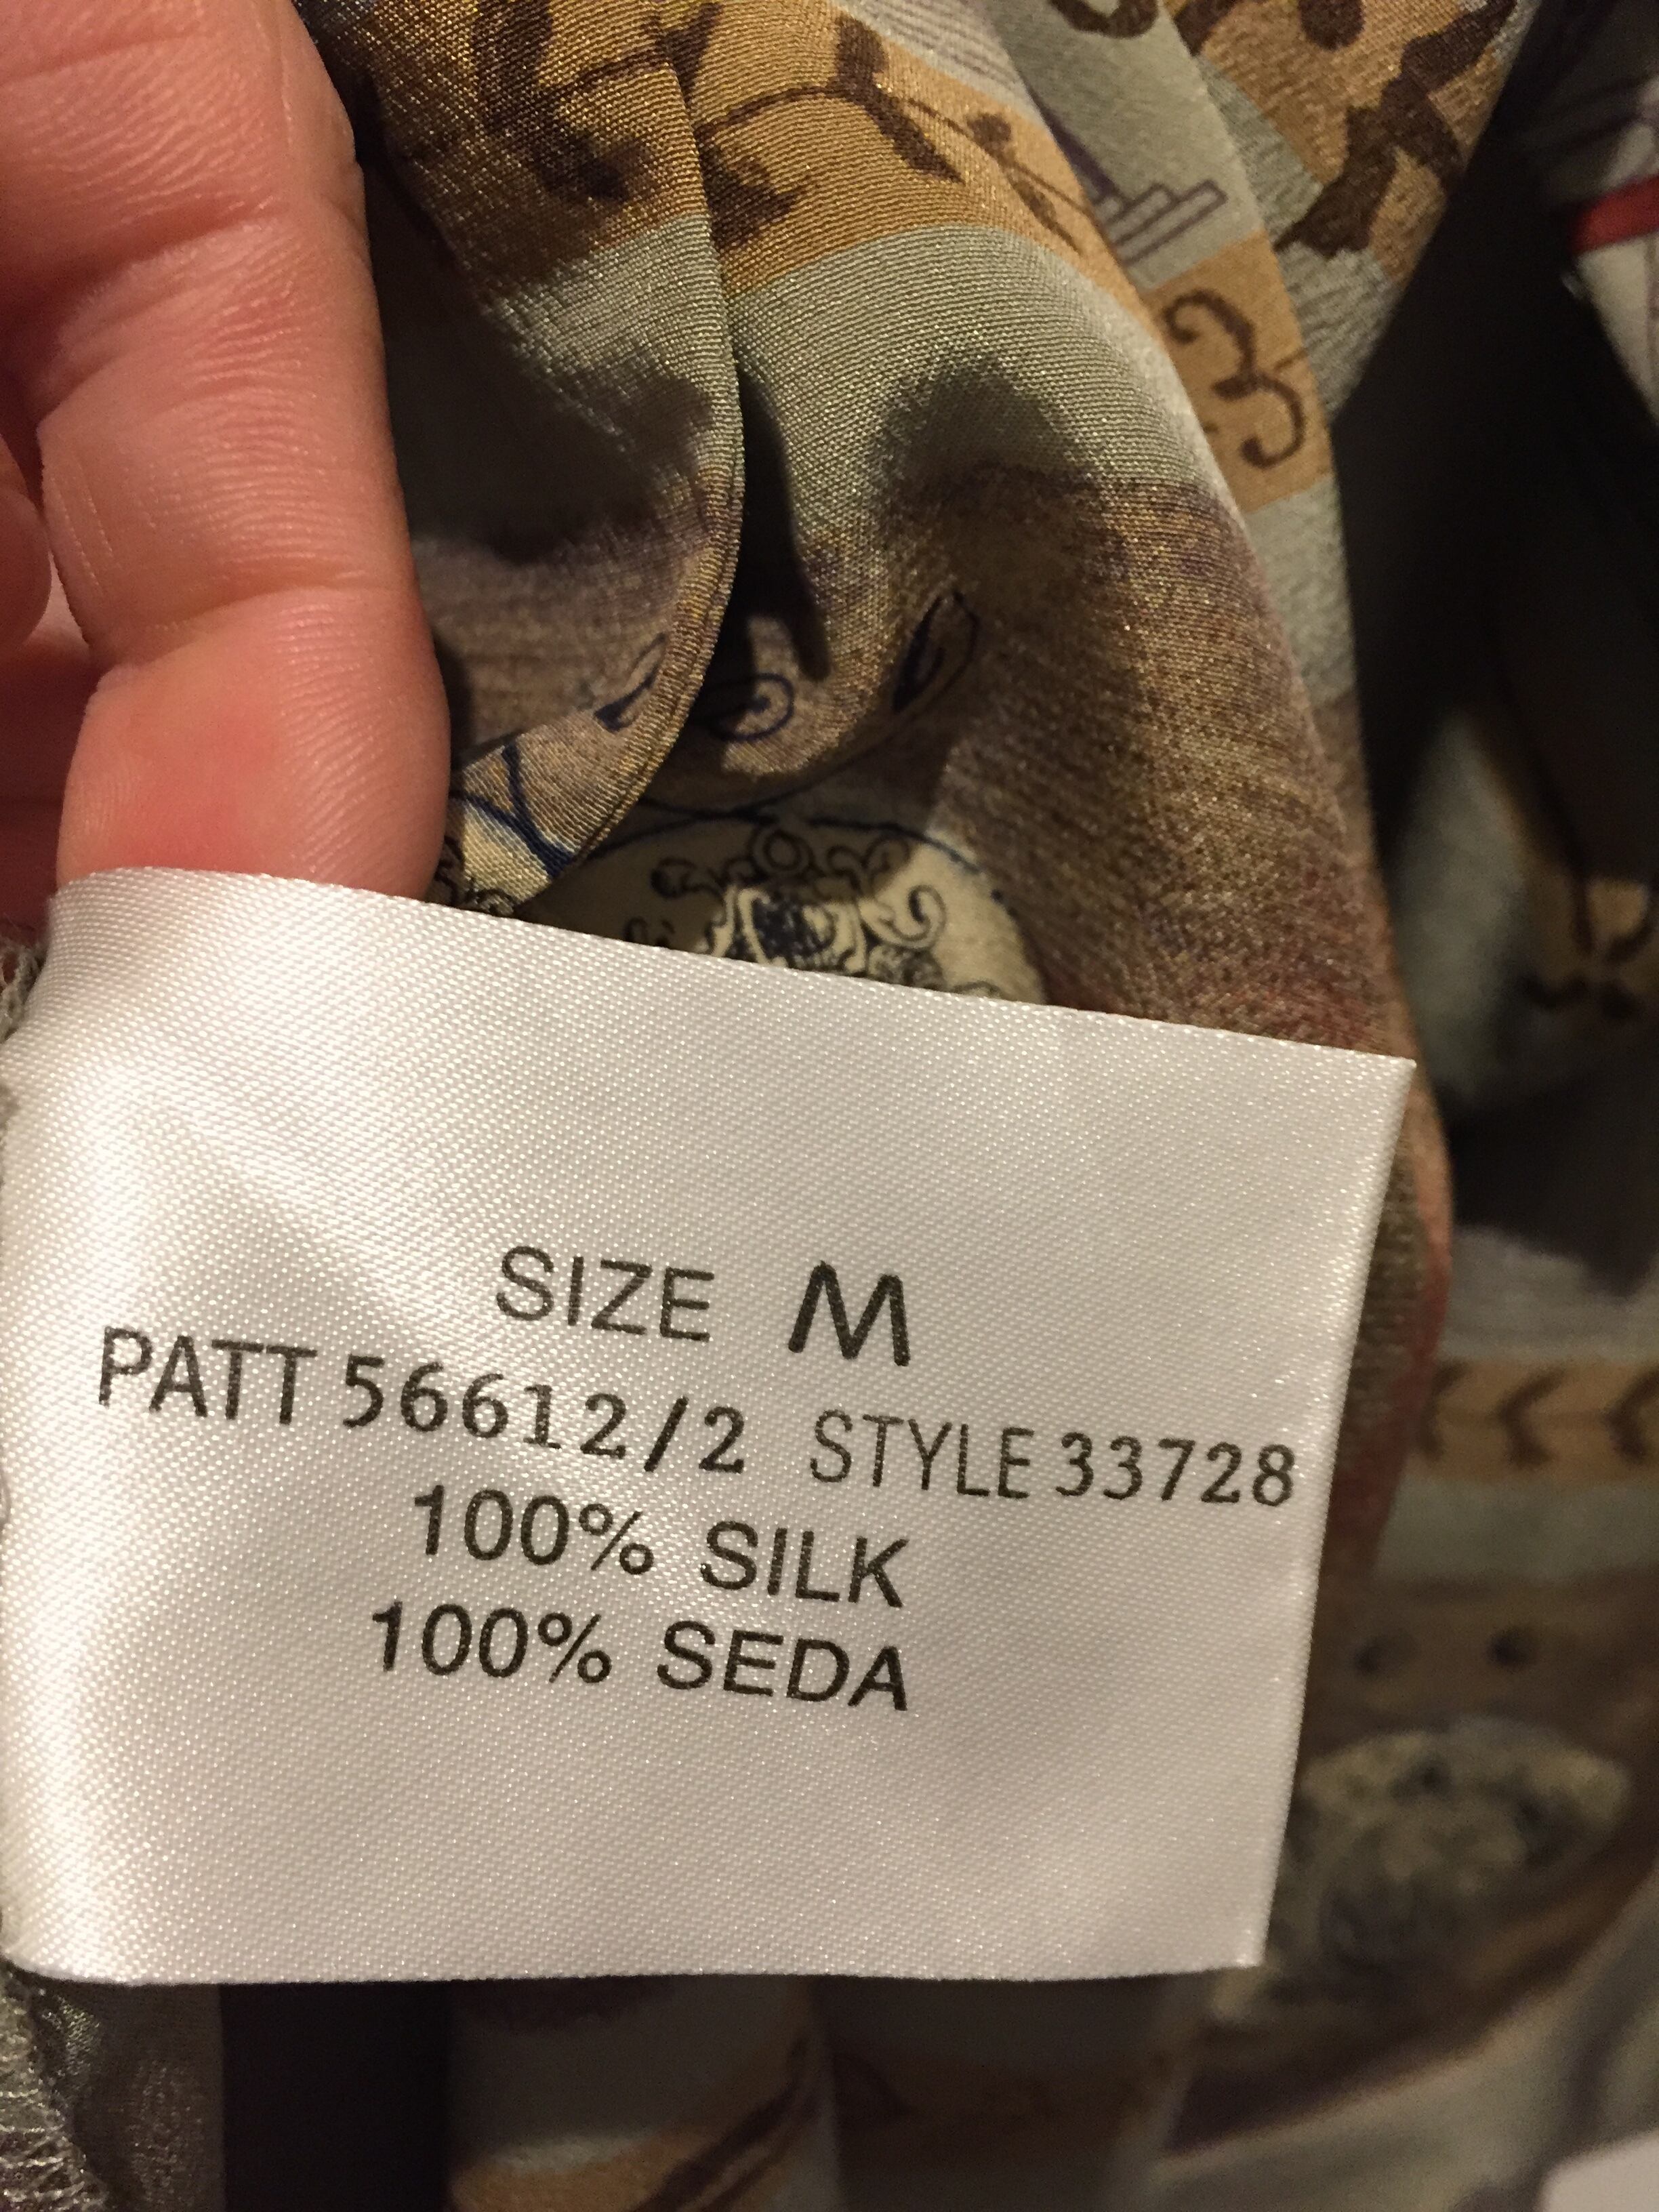 SIZE M
PATT 56612/2 STYLE 33728
100% SILK
100% SEDA